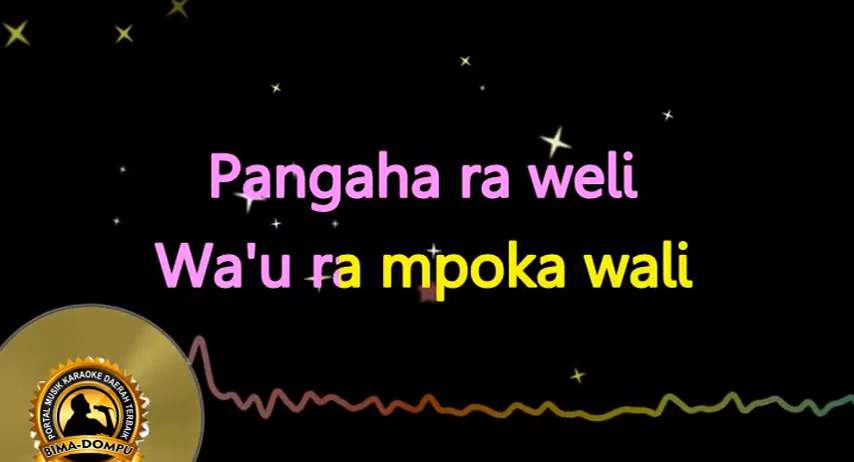 Pangaha ra weli
Wa'u ra mpoka wali
PORTAL MUSIK KARAOKE DAERAH TERBAIK
BIMA-DOMPU